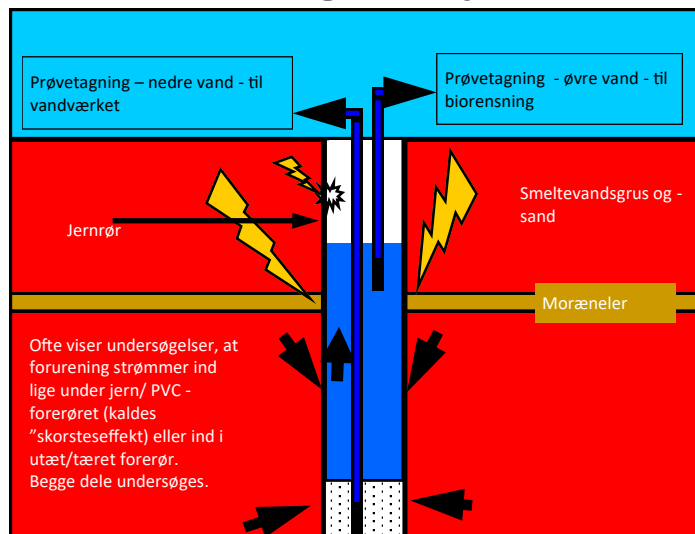 Prøvetagning – nedre vand - til
vandværket
Prøvetagning - øvre vand - til
biorensning
Smeltevandsgrus og -
sand
Jernrør
Moræneler
Ofte viser undersøgelser, at
forurening strømmer ind
lige under jern/ PVC -
forerøret (kaldes
”skorsteseffekt) eller ind i
utæt/tæret forerør.
Begge dele undersøges.